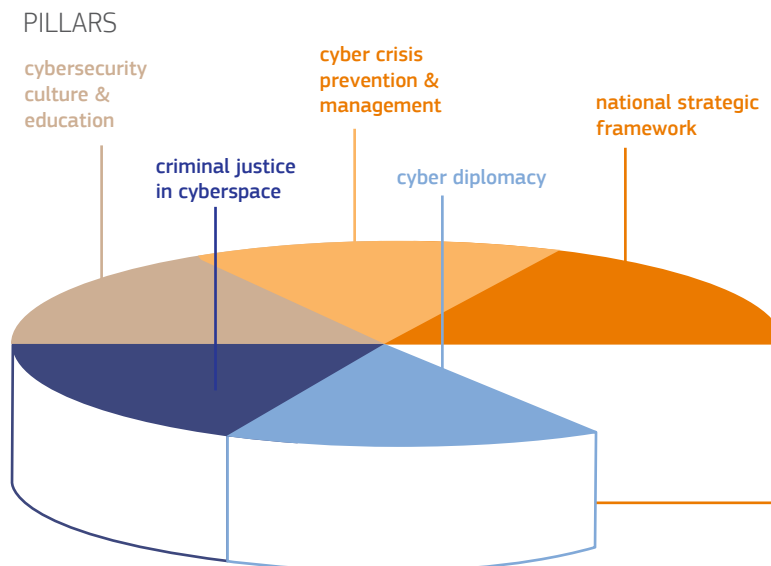 PILLARS
cybersecurity
culture &
education
criminal justice
in cyberspace
cyber crisis
prevention &
management
cyber diplomacy
national strategic
framework